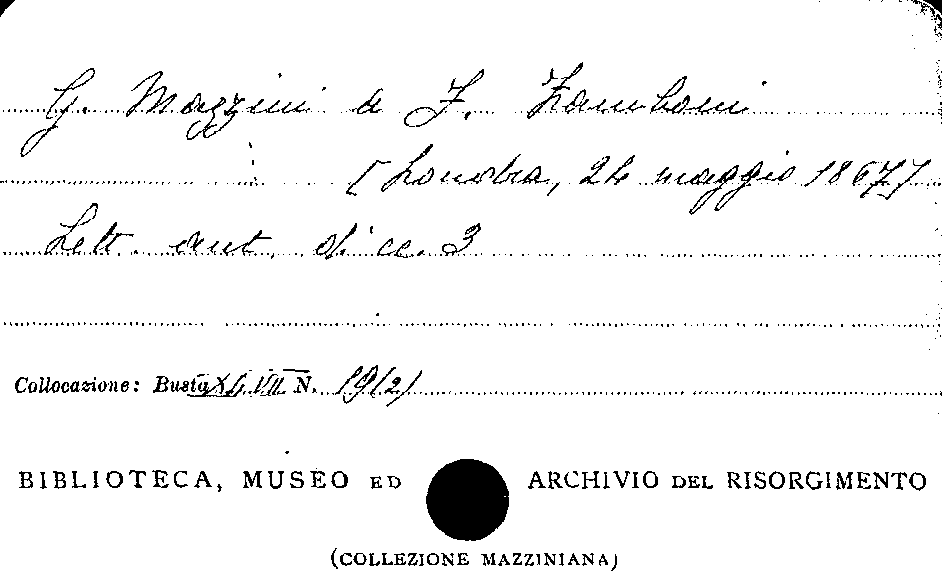 G. Mazzini a F. Zamboni
[Londra, 24 maggio 1867]
Lett. aut. di cc. 3
Collocazione: Busta XLVII N. 19(2)
BIBLIOTECA, MUSEO ED ARCHIVIO DEL RISORGIMENTO
(COLLEZIONE MAZZINIANA)